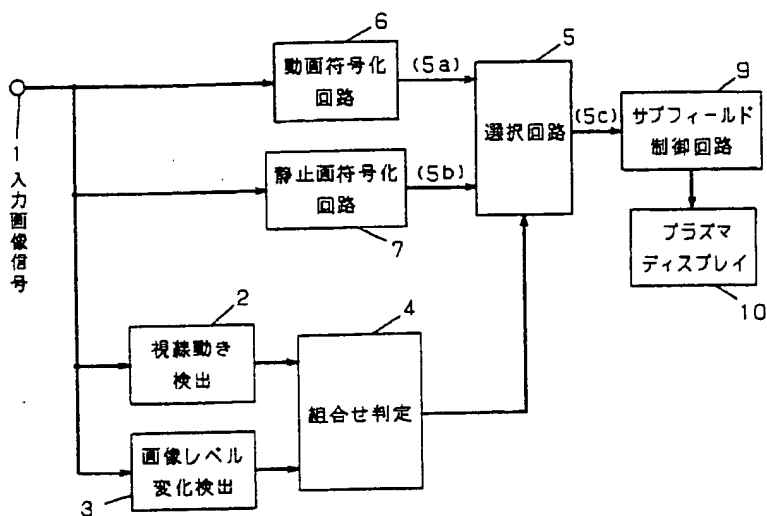 6
動画符号化
回路
(5a)
5
選択回路
(5c)
9
サブフィールド
制御回路
1 入力画像信号
静止画符号化
回路
(5b)
7
プラズマ
ディスプレイ
10
2
視線動き
検出
4
組合せ判定
画像レベル
変化検出
3